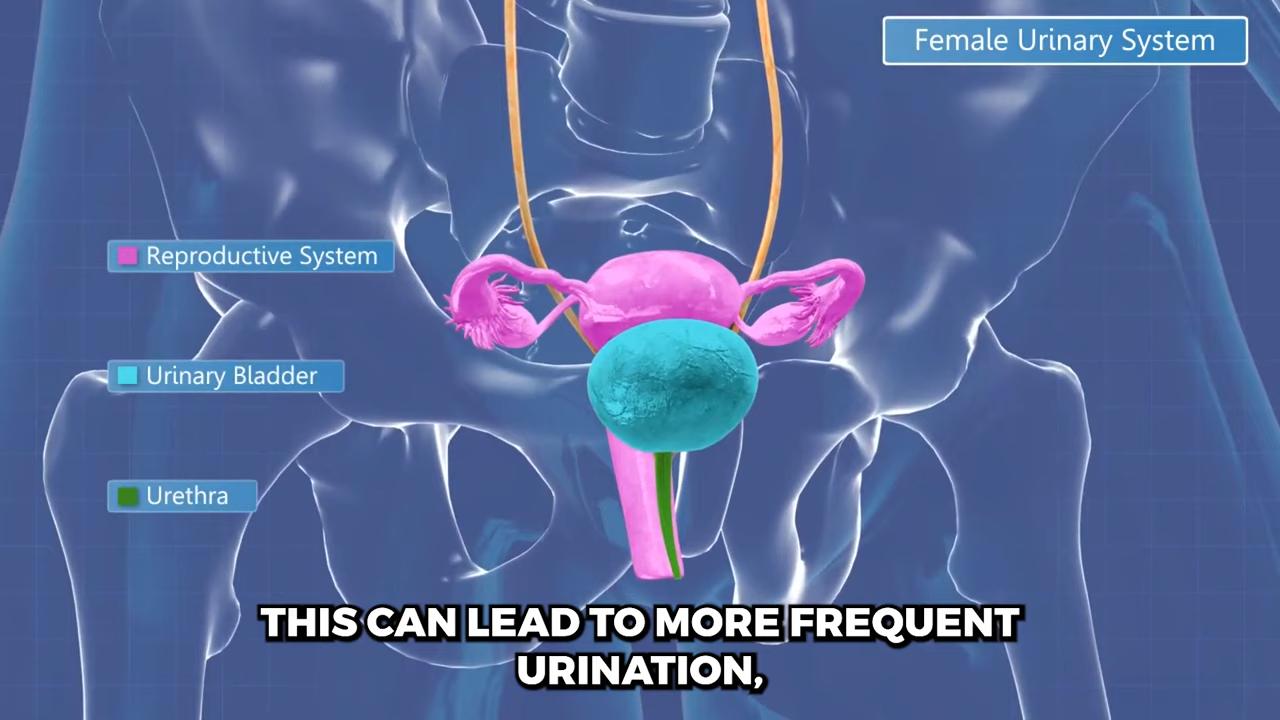 Female Urinary System
Reproductive System
Urinary Bladder
Urethra
THIS CAN LEAD TO MORE FREQUENT
URINATION,